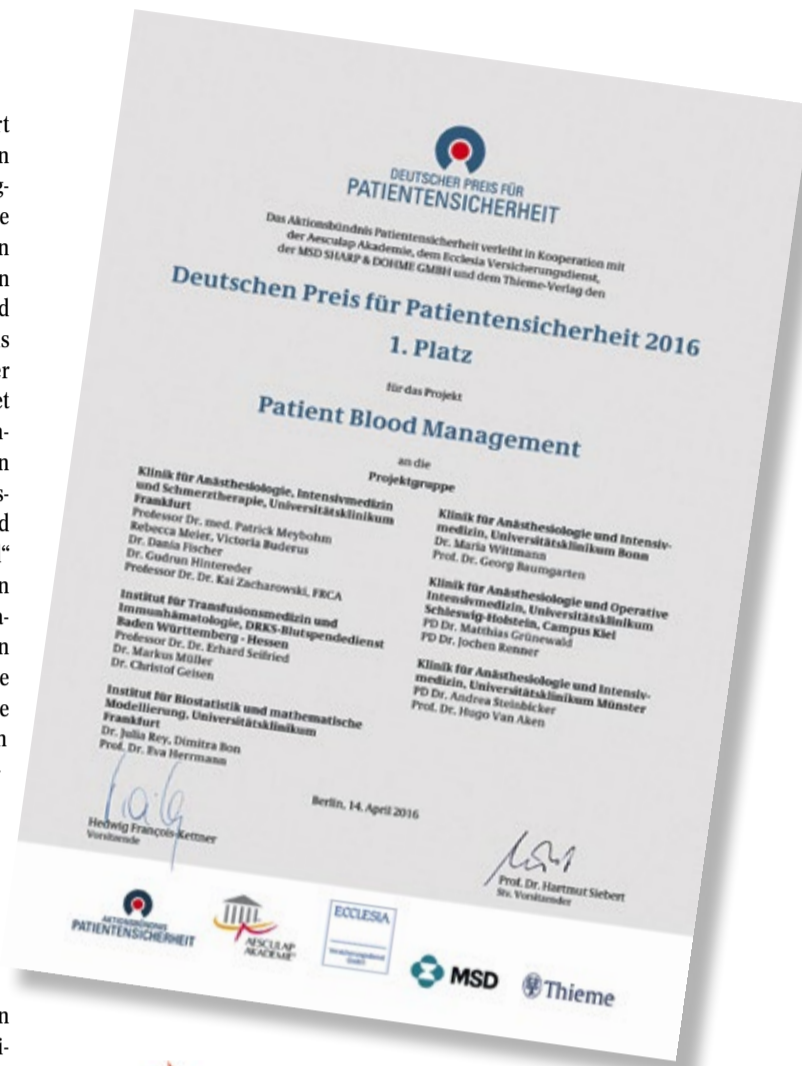 DEUTSCHER PREIS FÜR
PATIENTENSICHERHEIT
Das Aktionsbündnis Patientensicherheit verleiht in Kooperation mit
der Aesculap Akademie, dem Ecclesia Versicherungsdienst,
der MSD SHARP & DOHME GMBH und dem Thieme-Verlag den
Deutschen Preis für Patientensicherheit 2016
1. Platz
für das Projekt
Patient Blood Management
an die
Projektgruppe
Klinik für Anästhesiologie, Intensivmedizin
und Schmerztherapie, Universitätsklinikum
Frankfurt
Professor Dr. med. Patrick Meybohm
Rebecca Meier, Victoria Buderus
Dr. Dania Fischer
Dr. Gudrun Hintereder
Professor Dr. Dr. Kai Zacharowski, FRCA
Institut für Transfusionsmedizin und
Immunhämatologie, DRKS-Blutspendedienst
Baden Württemberg - Hessen
Professor Dr. Dr. Erhard Seifried
Dr. Markus Müller
Dr. Christof Geisen
Institut für Biostatistik und mathematische
Modellierung, Universitätsklinikum
Frankfurt
Dr. Julia Rey, Dimitra Bon
Prof. Dr. Eva Herrmann
Klinik für Anästhesiologie und Intensiv-
medizin, Universitätsklinikum Bonn
Dr. Maria Wittmann
Prof. Dr. Georg Baumgarten
Klinik für Anästhesiologie und Operative
Intensivmedizin, Universitätsklinikum
Schleswig-Holstein, Campus Kiel
PD Dr. Matthias Grünewald
PD Dr. Jochen Renner
Klinik für Anästhesiologie und Intensiv-
medizin, Universitätsklinikum Münster
PD Dr. Andrea Steinbicker
Prof. Dr. Hugo Van Aken
Berlin, 14. April 2016
Hedwig François-Kettner
Vorsitzende
Prof. Dr. Hartmut Siebert
Stv. Vorsitzender
AKTIONSBÜNDNIS
PATIENTENSICHERHEIT
AESCULAP
AKADEMIE
ECCLESIA
Versicherungsdienst
GmbH
MSD
Thieme